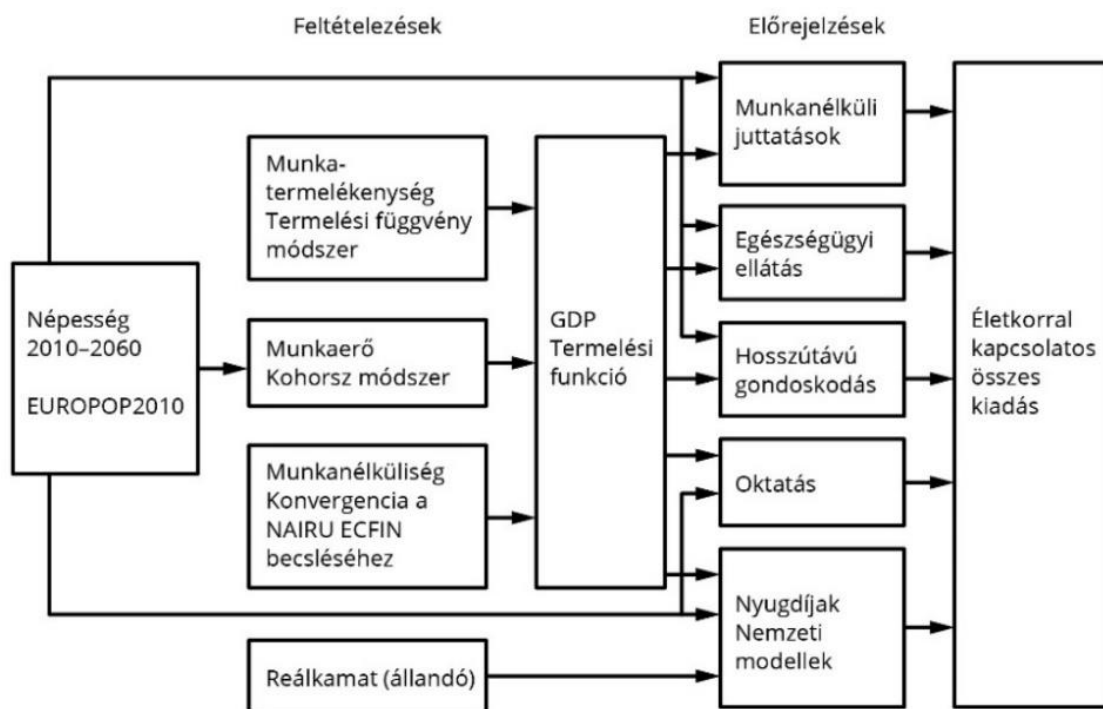 Feltételezések
Előrejelzések
Népesség
2010–2060
EUROPOP2010
Munka-
termelékenység
Termelési függvény
módszer
Munkaerő
Kohorsz módszer
Munkanélküliség
Konvergencia a
NAIRU ECFIN
becsléséhez
Reálkamat (állandó)
GDP
Termelési
funkció
Munkanélküli
juttatások
Egészségügyi
ellátás
Hosszútávú
gondoskodás
Oktatás
Nyugdíjak
Nemzeti
modellek
Életkorral
kapcsolatos
összes
kiadás